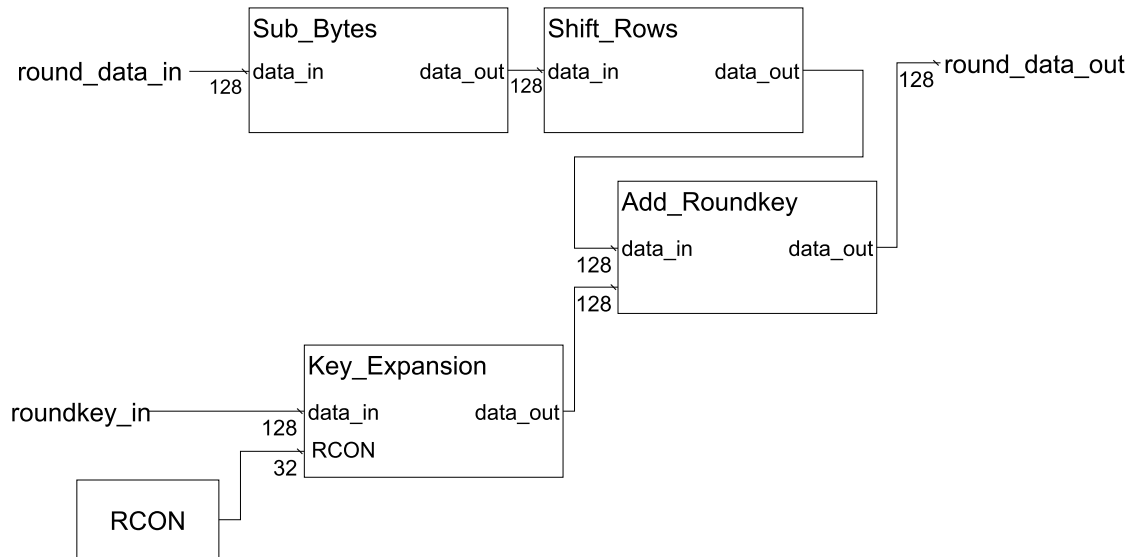 Sub_Bytes
Shift_Rows
round_data_in
data_in
data_out
data_in
data_out
round_data_out
128
128
128
Add_Roundkey
data_in
data_out
128
128
Key_Expansion
roundkey_in
data_in
data_out
128
RCON
32
RCON